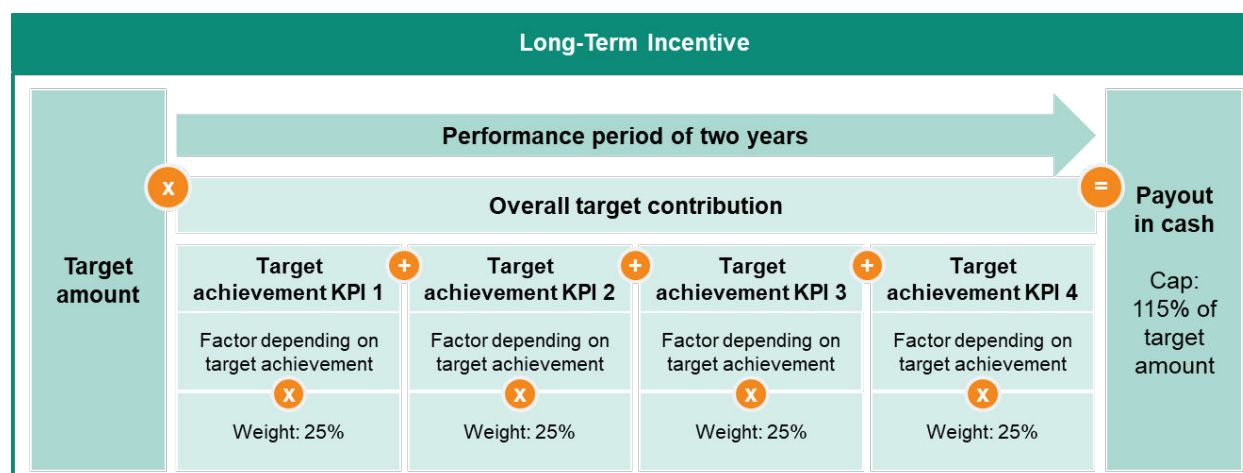 Long-Term Incentive
Performance period of two years
x
=
Overall target contribution
Target
amount
Target
achievement KPI 1
+
Target
achievement KPI 2
+
Target
achievement KPI 3
+
Target
achievement KPI 4
Factor depending on
target achievement
Factor depending on
target achievement
Factor depending on
target achievement
Factor depending on
target achievement
x
x
x
x
Weight: 25%
Weight: 25%
Weight: 25%
Weight: 25%
Payout
in cash
Cap:
115% of
target
amount